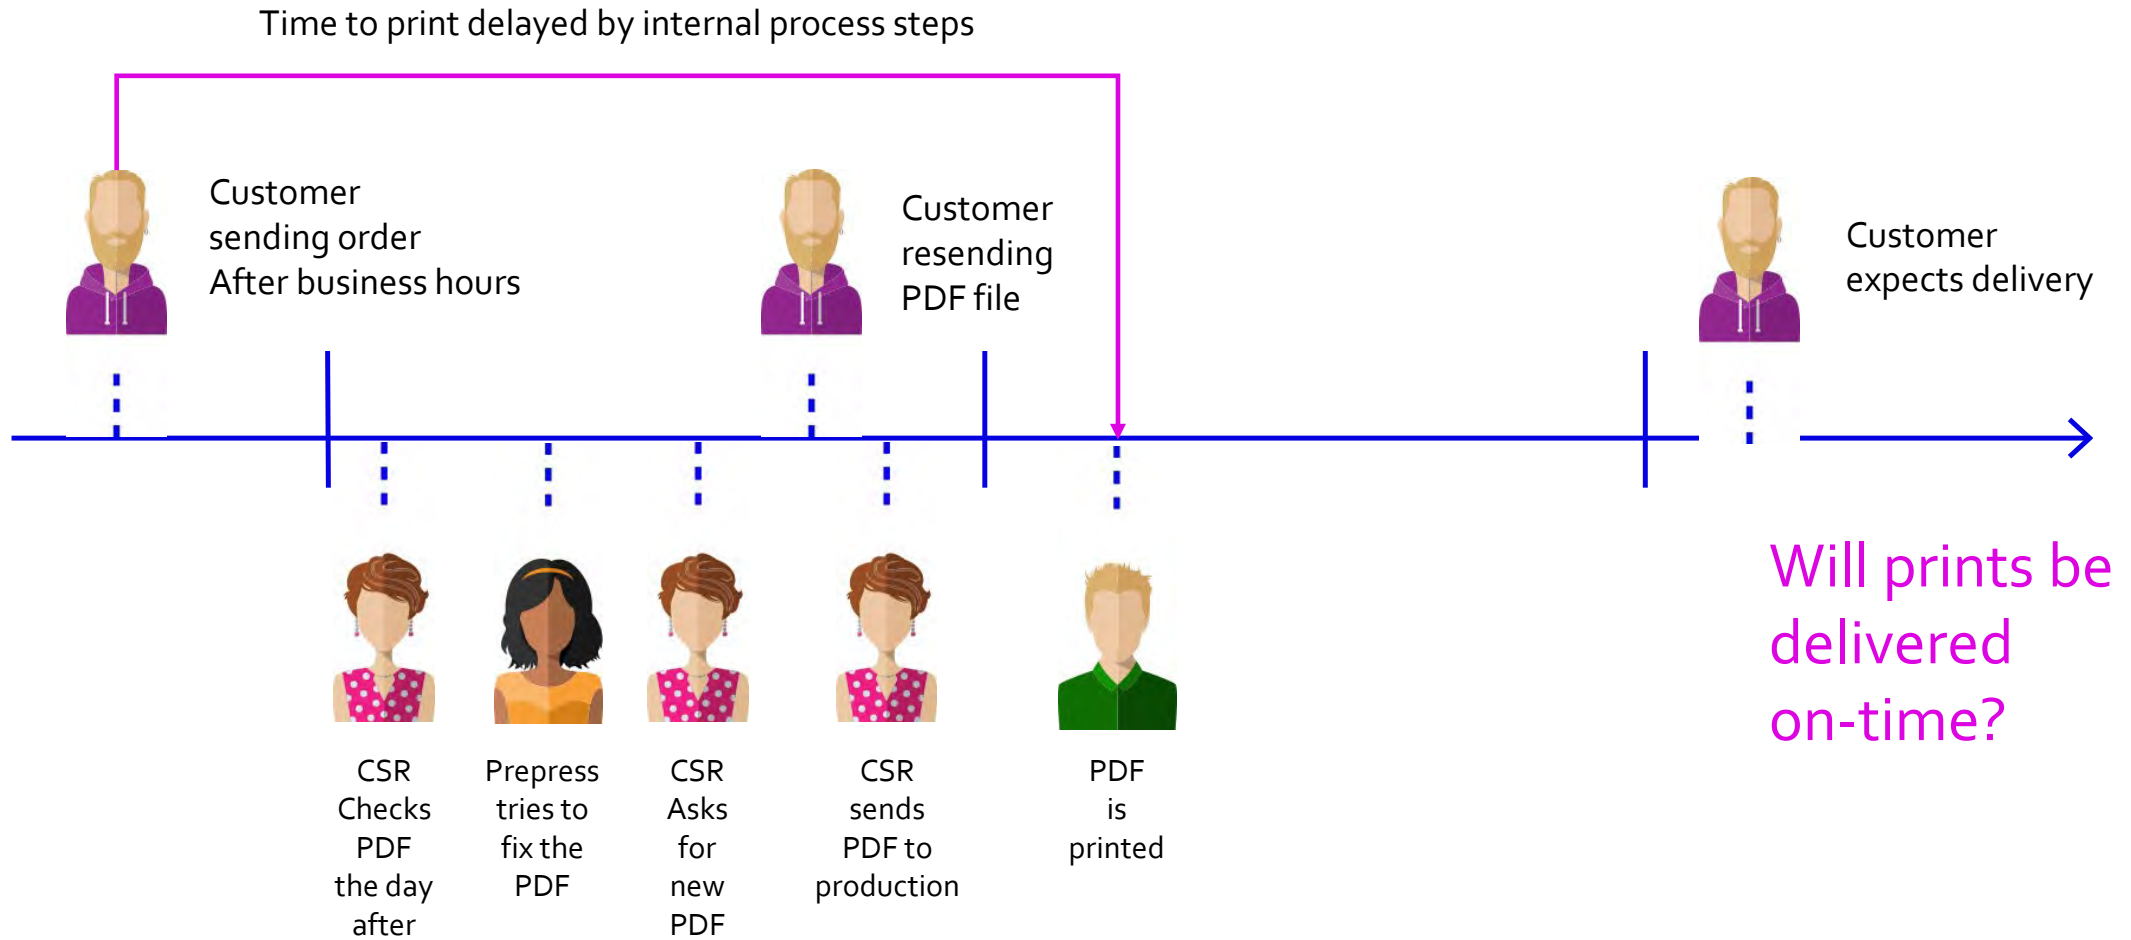 Time to print delayed by internal process steps
Customer
sending order
After business hours
Customer
resending
PDF file
Customer
expects delivery
Will prints be
delivered
on-time?
CSR
Checks
PDF
the day
after
Prepress
tries to
fix the
PDF
CSR
Asks
for
new
PDF
CSR
sends
PDF to
production
PDF
is
printed